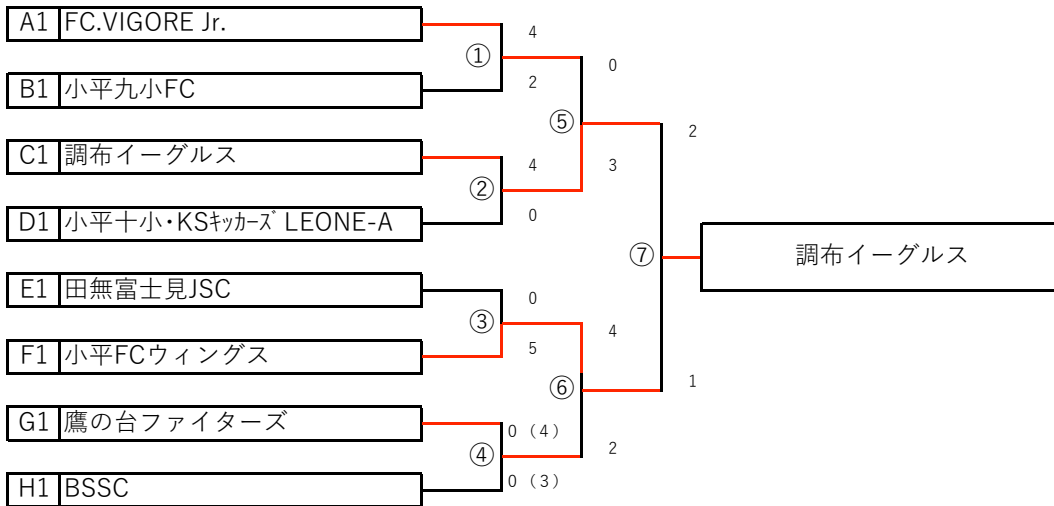 A1 FC.VIGORE Jr.
4
①
0
2
B1 小平九小FC
⑤
2
C1 調布イーグルス
4
3
②
0
D1 小平十小・KSｷｯｶｰｽﾞ LEONE-A
⑦
調布イーグルス
E1 田無富士見JSC
0
③
4
5
F1 小平FCウィングス
⑥
1
G1 鷹の台ファイターズ
0（4）
④
2
0（3）
H1 BSSC